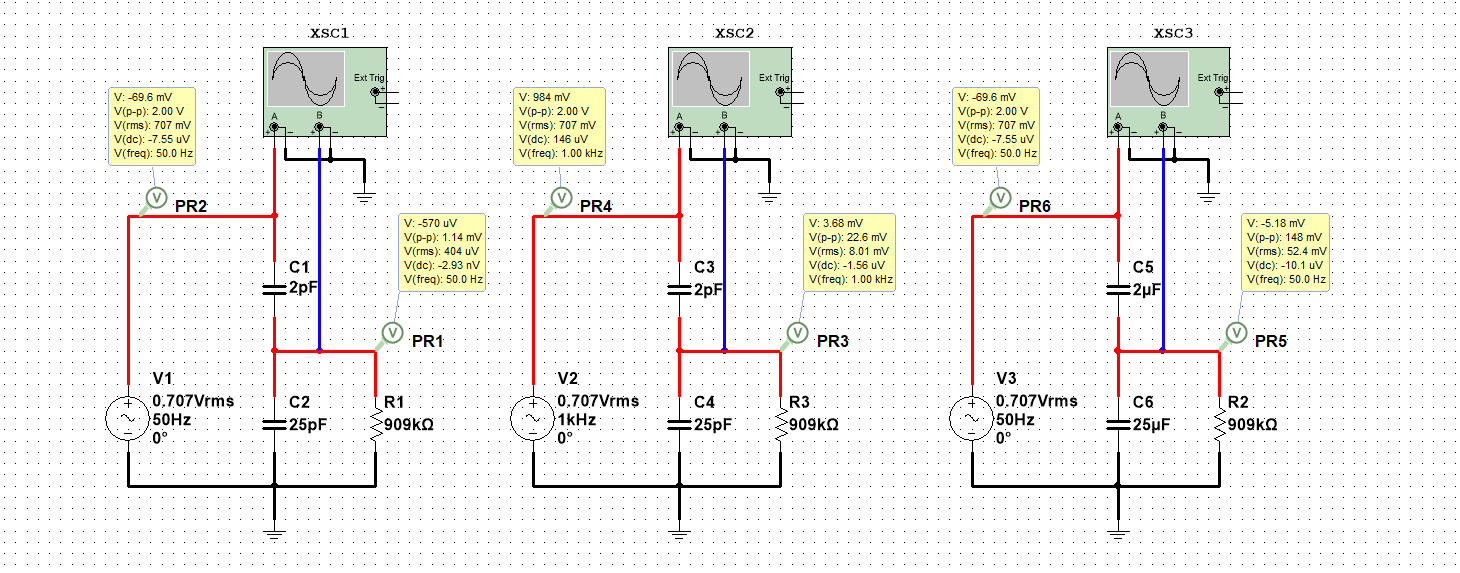 XSC1
Ext Trig
+
−
A
B
+ − + −
V: -69.6 mV
V(p-p): 2.00 V
V(rms): 707 mV
V(dc): -7.55 uV
V(freq): 50.0 Hz
V
PR2
V: -570 uV
V(p-p): 1.14 mV
V(rms): 404 uV
V(dc): -2.93 nV
V(freq): 50.0 Hz
V
PR1
C1
2pF
V1
0.707Vrms
50Hz
0°
C2
25pF
R1
909kΩ
XSC2
Ext Trig
+
−
A
B
+ − + −
V: 984 mV
V(p-p): 2.00 V
V(rms): 707 mV
V(dc): 146 uV
V(freq): 1.00 kHz
V
PR4
V: 3.68 mV
V(p-p): 22.6 mV
V(rms): 8.01 mV
V(dc): -1.56 uV
V(freq): 1.00 kHz
V
PR3
C3
2pF
V2
0.707Vrms
1kHz
0°
C4
25pF
R3
909kΩ
XSC3
Ext Trig
+
−
A
B
+ − + −
V: -69.6 mV
V(p-p): 2.00 V
V(rms): 707 mV
V(dc): -7.55 uV
V(freq): 50.0 Hz
V
PR6
V: -5.18 mV
V(p-p): 148 mV
V(rms): 52.4 mV
V(dc): -10.1 uV
V(freq): 50.0 Hz
V
PR5
C5
2µF
V3
0.707Vrms
50Hz
0°
C6
25µF
R2
909kΩ